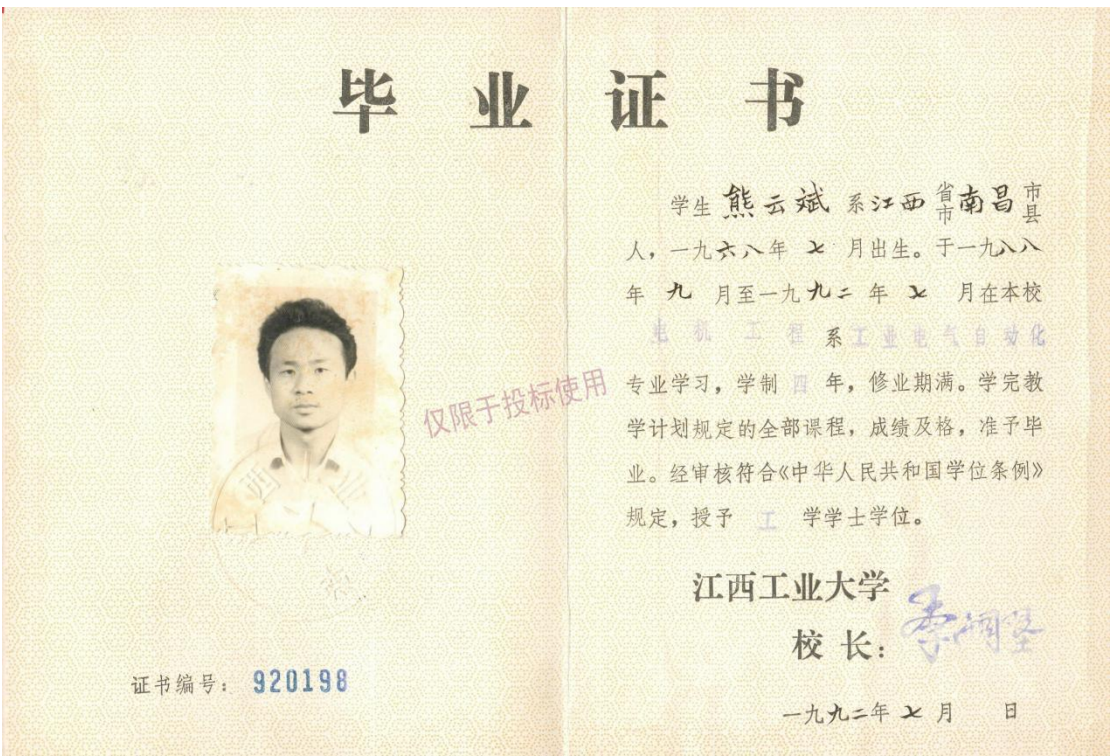 毕业证书
学生 熊云斌 系江西省市南昌市县
人，一九六八年 七 月出生。于一九八八
年 九 月至一九九二年 七 月在本校
电机工程 系 工业电气自动化
专业学习，学制 四 年，修业期满。学完教
学计划规定的全部课程，成绩及格，准予毕
业。经审核符合《中华人民共和国学位条例》
规定，授予 工 学学士学位。
江西工业大学
校长：
一九九二年 七 月 日
证书编号： 920198
仅限于投标使用